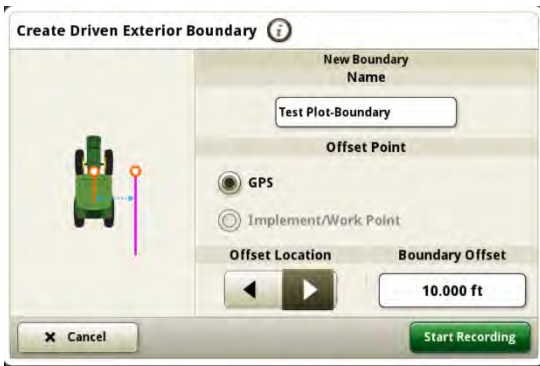 Create Driven Exterior Boundary i
New Boundary
Name
Test Plot-Boundary
Offset Point
GPS
Implement/Work Point
Offset Location
Boundary Offset
10.000 ft
X Cancel
Start Recording